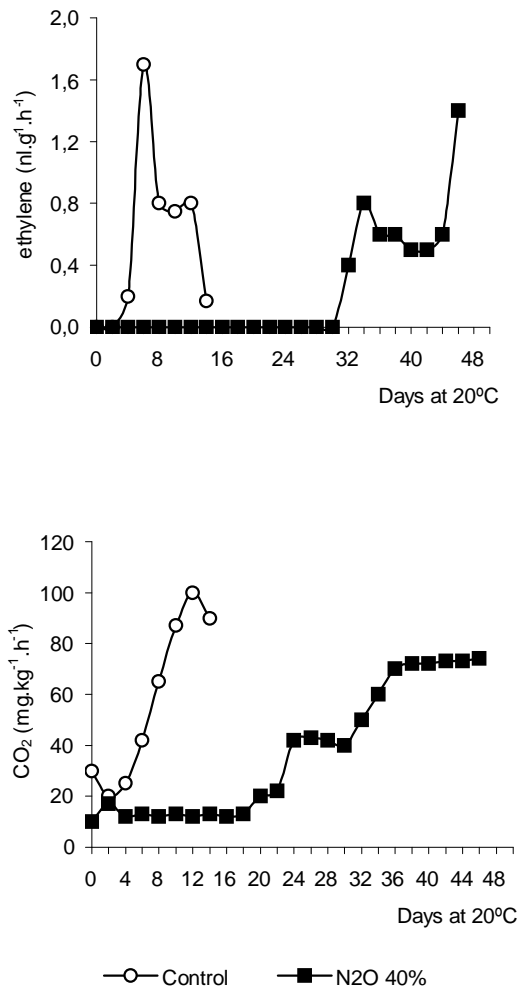 2,0
1,6
1,2
0,8
0,4
0,0
ethylene (nl.g⁻¹.h⁻¹)
0 8 16 24 32 40 48
Days at 20ºC
120
100
80
60
40
20
0
CO₂ (mg.kg⁻¹.h⁻¹)
0 4 8 12 16 20 24 28 32 36 40 44 48
Days at 20ºC
Control N2O 40%